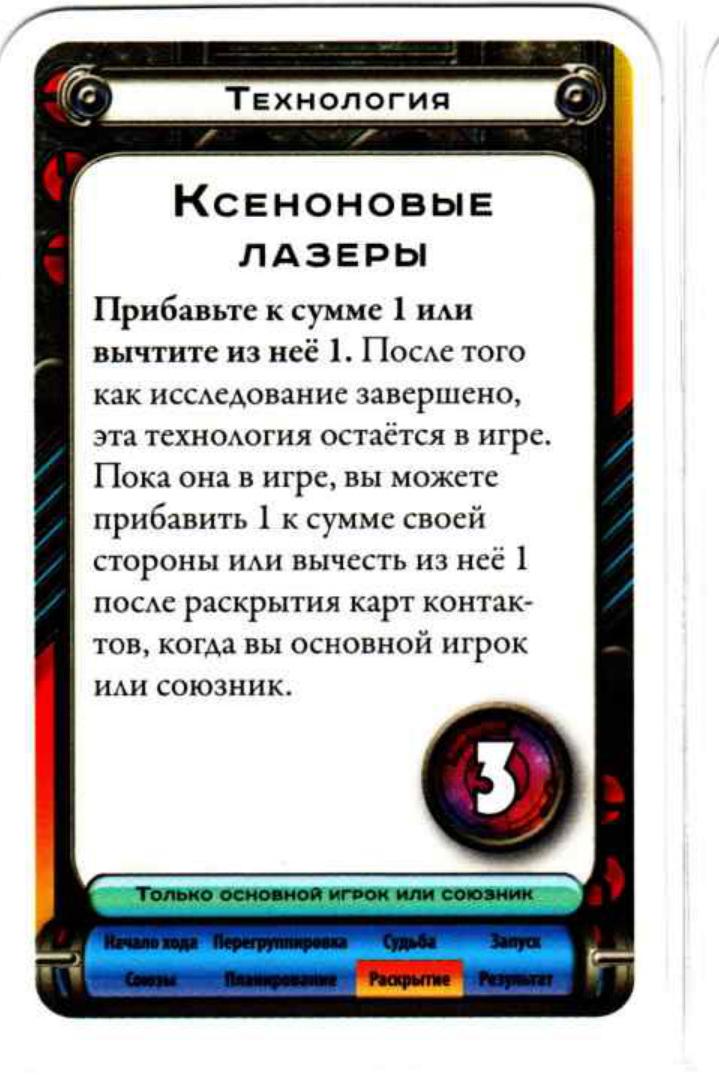 Технология
Ксеноновые
лазеры
Прибавьте к сумме 1 или
вычтите из неё 1. После того
как исследование завершено,
эта технология остаётся в игре.
Пока она в игре, вы можете
прибавить 1 к сумме своей
стороны или вычесть из неё 1
после раскрытия карт контак-
тов, когда вы основной игрок
или союзник.
3
Только основной игрок или союзник
Начало хода Перегруппировка Судьба Запуск
Союзы Планирование Раскрытие Результат